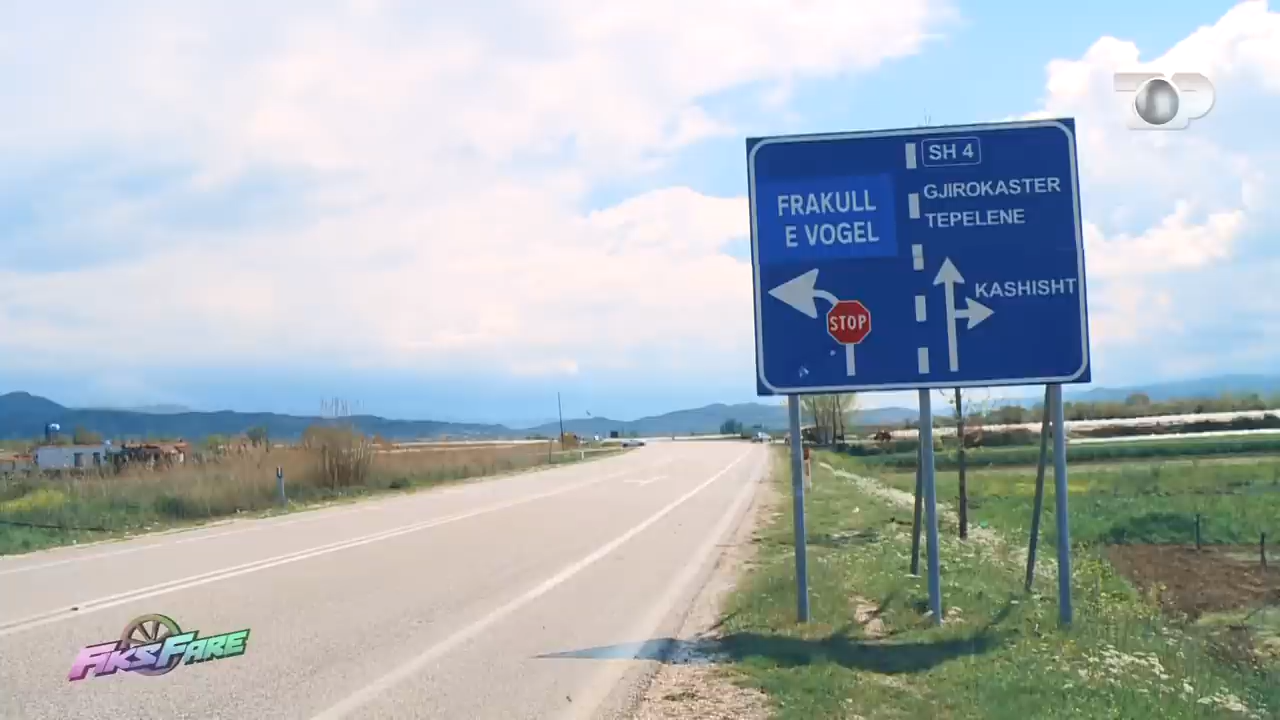 TOP
SH 4
GJIROKASTER
TEPELENE
FRAKULL
E VOGEL
KASHISHT
STOP
FIKS FARE